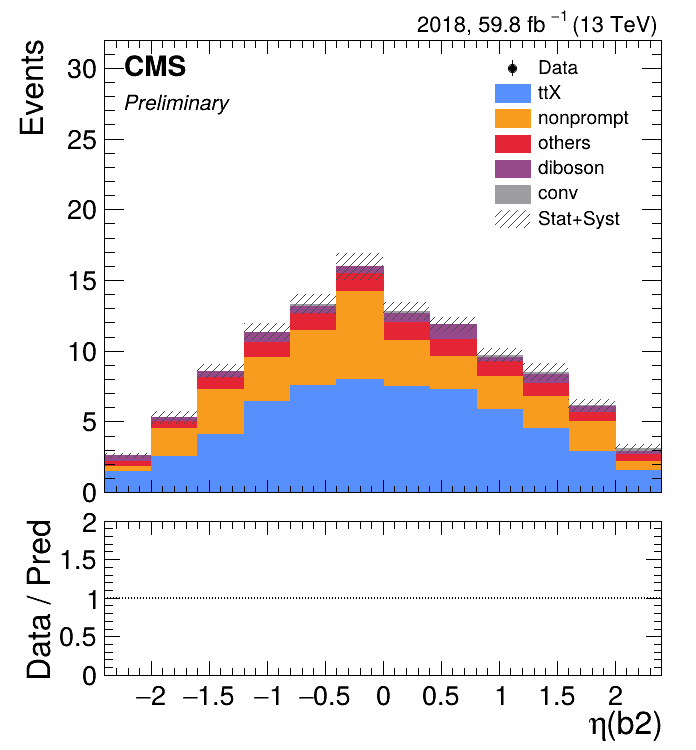 2018, 59.8 fb⁻¹ (13 TeV)
CMS
Preliminary
Events
30
25
20
15
10
5
0
Data
ttX
nonprompt
others
diboson
conv
Stat+Syst
Data / Pred
2
1.5
1
0.5
0
−2 −1.5 −1 −0.5 0 0.5 1 1.5 2
η(b2)